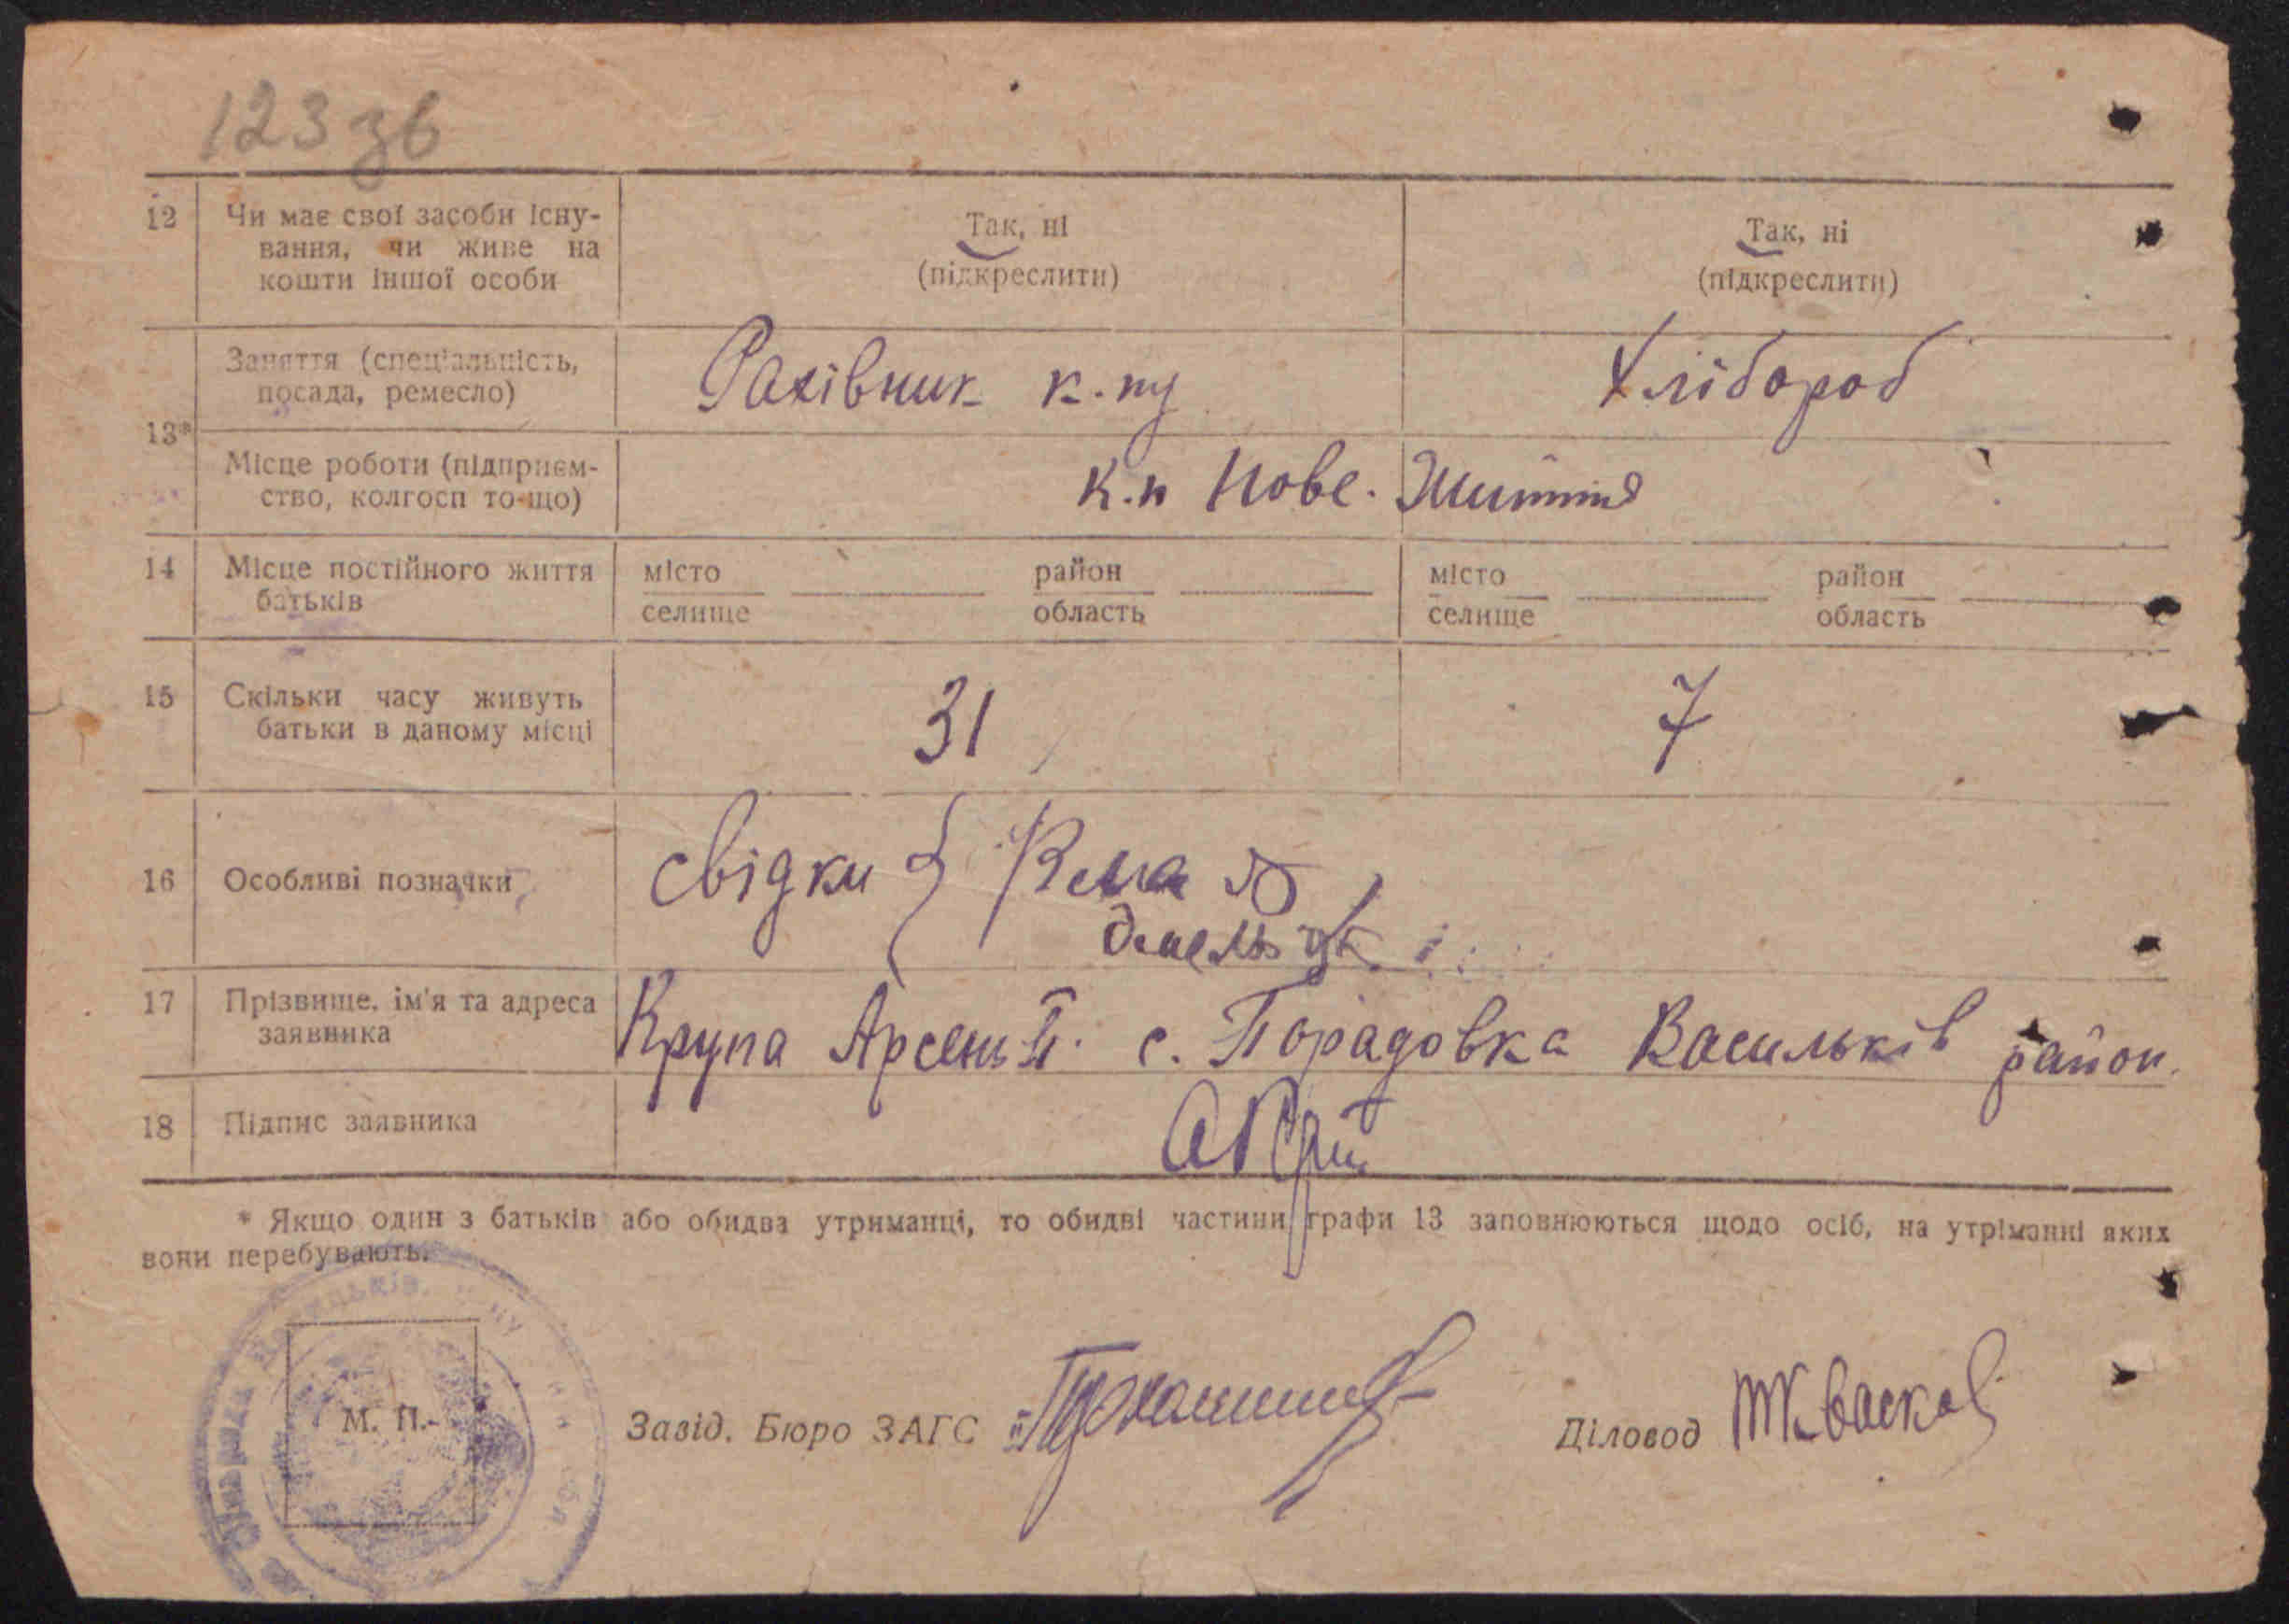 123 зв
12 Чи має свої засоби існу-
вання, чи живе на
кошти іншої особи
Так, ні
(підкреслити)
Так, ні
(підкреслити)
13*
Заняття (спеціальність,
посада, ремесло)
Рахівник к.пу
Хлібороб
Місце роботи (підприєм-
ство, колгосп то-що)
к.п Нове. Життя
14 Місце постійного життя
батьків
місто
селище
район
область
місто
селище
район
область
15 Скільки часу живуть
батьки в даному місці
31
7
16 Особливі позначки
свідки {
17 Прізвище, ім'я та адреса
заявника
Крупа Арсень П. с. Порадовка Васильків район.
18 Підпис заявника
АКруп
* Якщо один з батьків або обидва утриманці, то обидві частини графи 13 заповнюються щодо осіб, на утріманні яких
вони перебувають.
М. П.
Завід. Бюро ЗАГС
Діловод